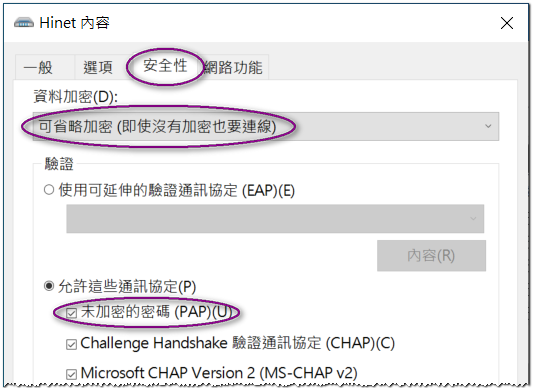 Hinet 內容
一般 選項 安全性 網路功能
資料加密(D):
可省略加密 (即使沒有加密也要連線)
驗證
使用可延伸的驗證通訊協定 (EAP)(E)
內容(R)
允許這些通訊協定(P)
未加密的密碼 (PAP)(U)
Challenge Handshake 驗證通訊協定 (CHAP)(C)
Microsoft CHAP Version 2 (MS-CHAP v2)